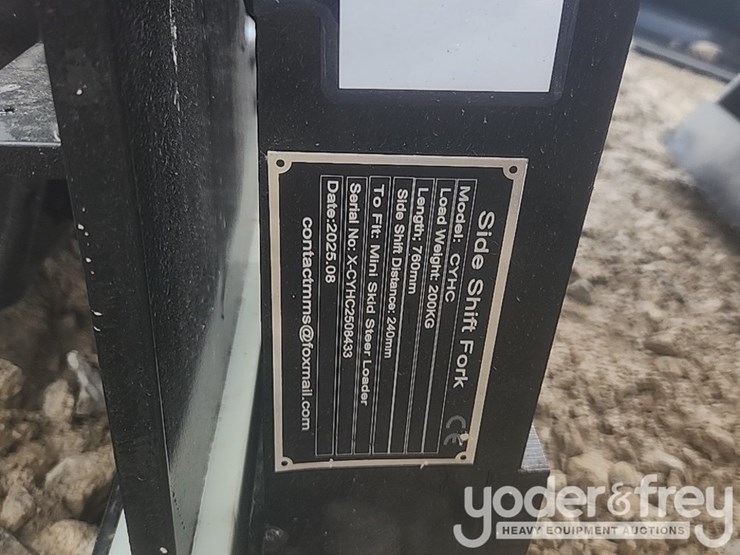 Side Shift Fork
Model: CYHC
Load Weight: 200KG
Length: 760mm
Side Shift Distance: 240mm
To Fit: Mini Skid Steer Loader
Serial No: X-CYHC2508433
Date:2025.08
contactmms@foxmail.com
CE
yoder&frey
HEAVY EQUIPMENT AUCTIONS